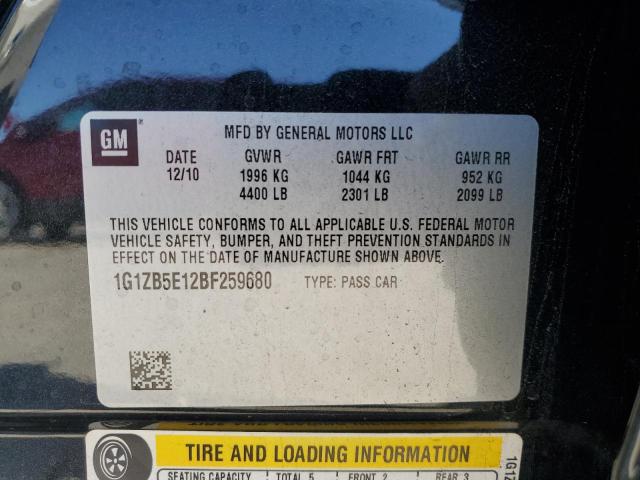 GM
MFD BY GENERAL MOTORS LLC
DATE GVWR GAWR FRT GAWR RR
12/10 1996 KG 1044 KG 952 KG
4400 LB 2301 LB 2099 LB
THIS VEHICLE CONFORMS TO ALL APPLICABLE U.S. FEDERAL MOTOR
VEHICLE SAFETY, BUMPER, AND THEFT PREVENTION STANDARDS IN
EFFECT ON THE DATE OF MANUFACTURE SHOWN ABOVE.
1G1ZB5E12BF259680 TYPE: PASS CAR
TIRE AND LOADING INFORMATION
SEATING CAPACITY TOTAL 5 FRONT 2 REAR 3
1G1Z